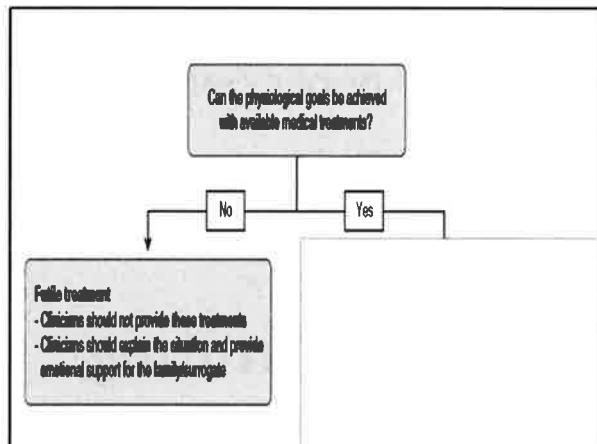 Can the physiological goals be achieved
with available medical treatments?
No
Yes
Futile treatment
- Clinicians should not provide these treatments
- Clinicians should explain the situation and provide
emotional support for the family/surrogate